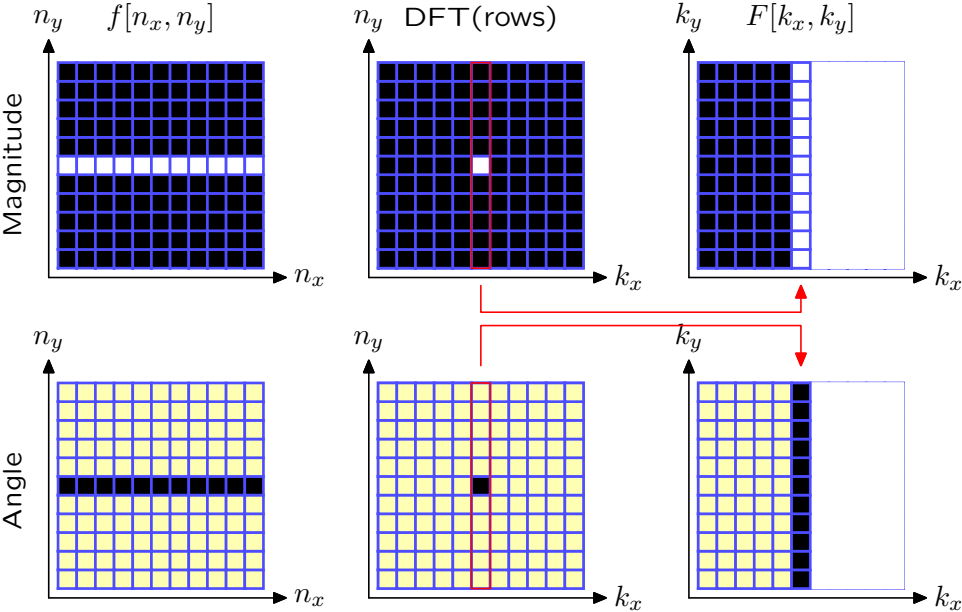 $n_y$ $f[n_x, n_y]$ $n_y$ DFT(rows) $k_y$ $F[k_x, k_y]$
Magnitude
$n_x$ $k_x$ $k_x$
$n_y$ $n_y$ $k_y$
Angle
$n_x$ $k_x$ $k_x$